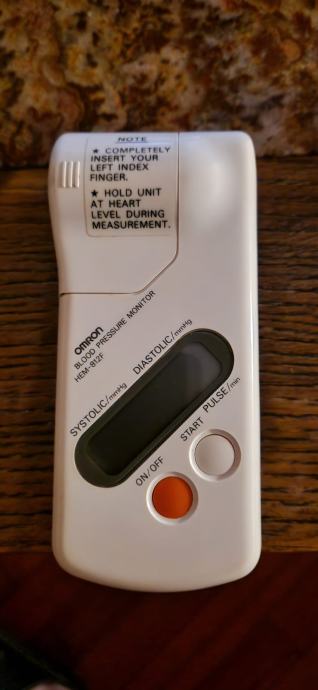 NOTE
★ COMPLETELY
INSERT YOUR
LEFT INDEX
FINGER.
★ HOLD UNIT
AT HEART
LEVEL DURING
MEASUREMENT.
OMRON
BLOOD PRESSURE MONITOR
HEM-812F
SYSTOLIC/mmHg
DIASTOLIC/mmHg
ON/OFF
START
PULSE/min